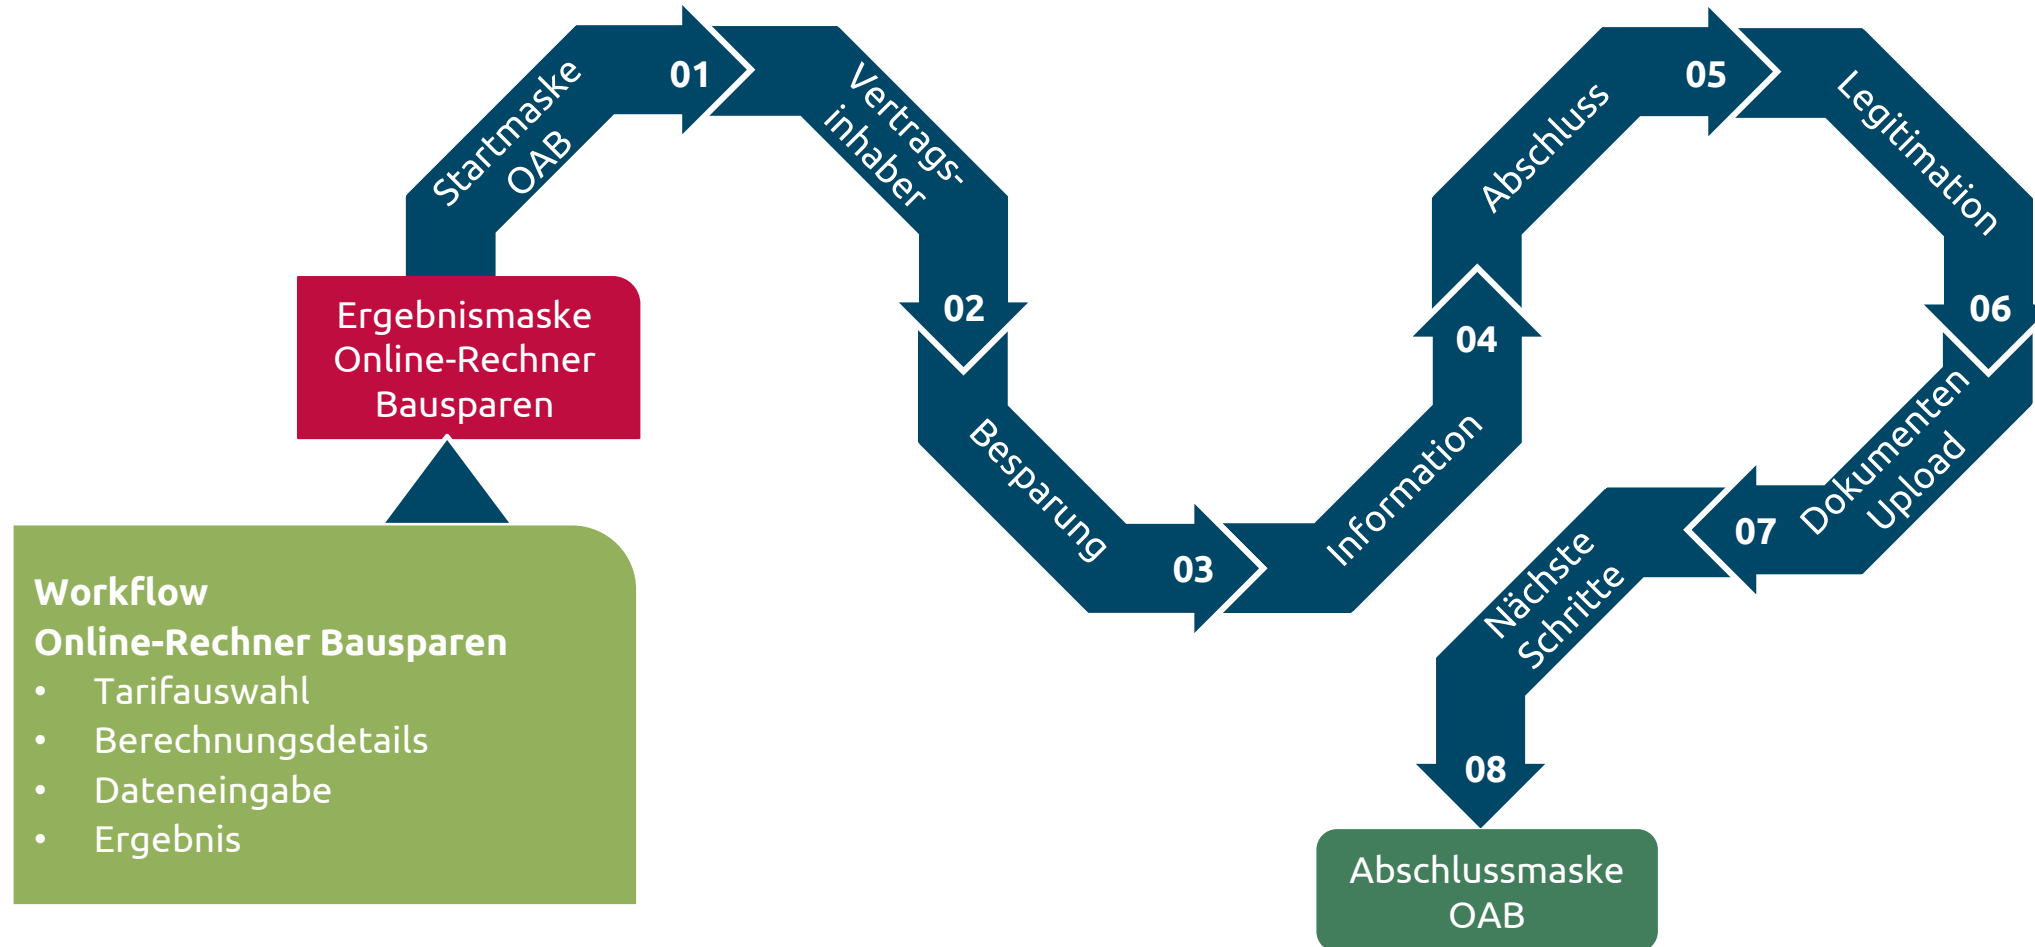 Workflow
Online-Rechner Bausparen
• Tarifauswahl
• Berechnungsdetails
• Dateneingabe
• Ergebnis
Ergebnismaske
Online-Rechner
Bausparen
Startmaske
OAB
01
Vertrags-
inhaber
02
Besparung
03
Information
04
Abschluss
05
Legitimation
06
Dokumenten
Upload
07
Nächste
Schritte
08
Abschlussmaske
OAB